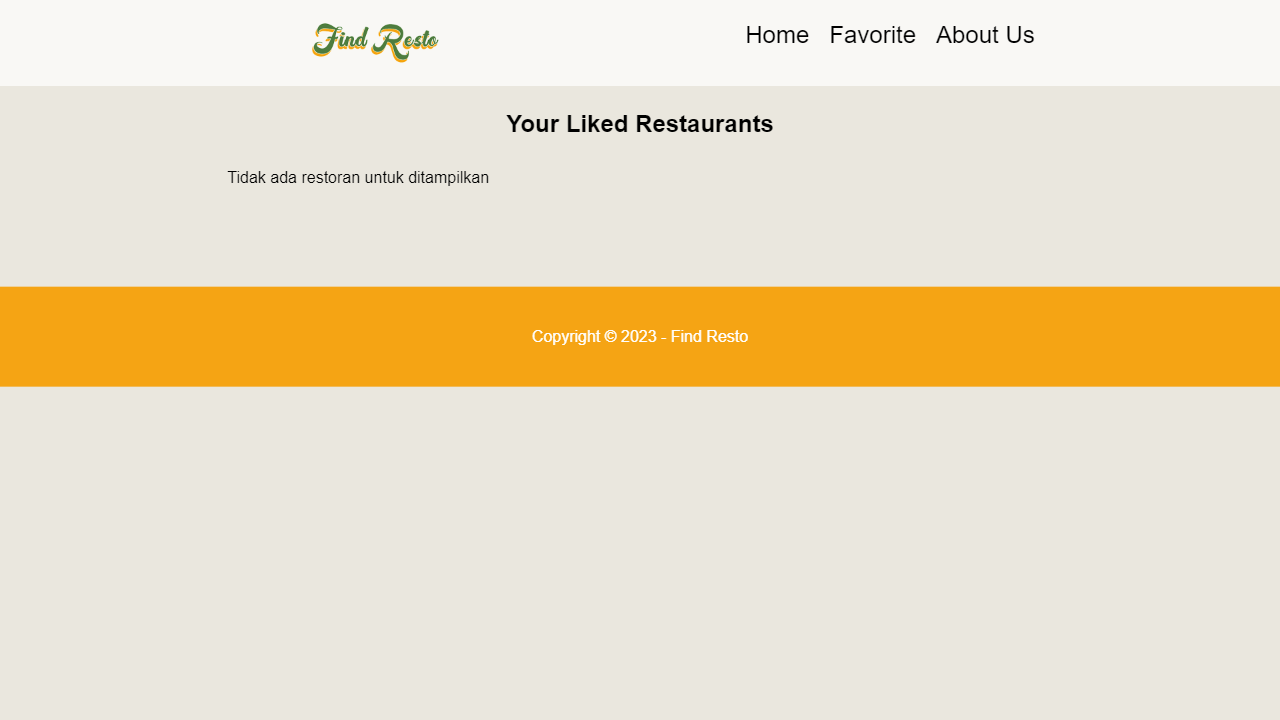 Find Resto
Home Favorite About Us
Your Liked Restaurants
Tidak ada restoran untuk ditampilkan
Copyright © 2023 - Find Resto